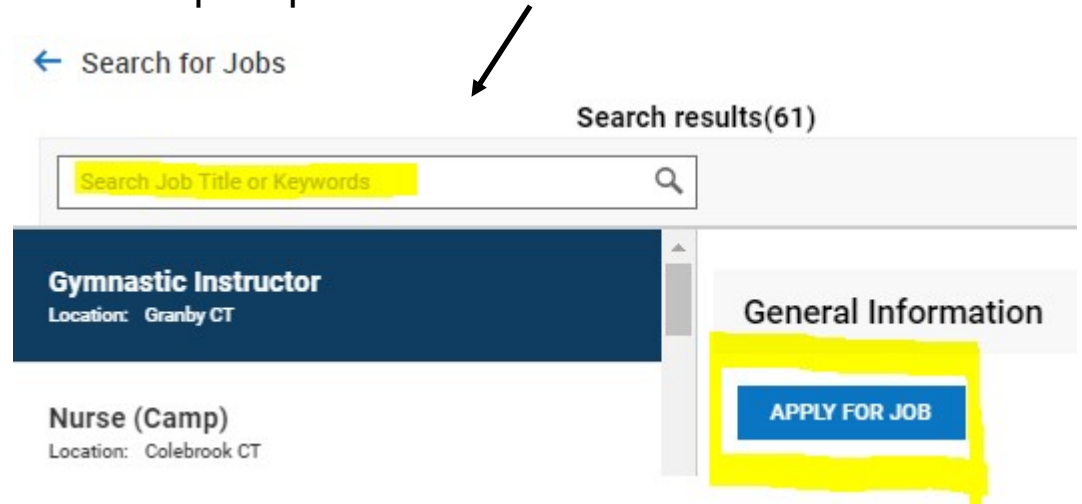 Search for Jobs
Search results(61)
Search Job Title or Keywords
Gymnastic Instructor
Location: Granby CT
General Information
APPLY FOR JOB
Nurse (Camp)
Location: Colebrook CT